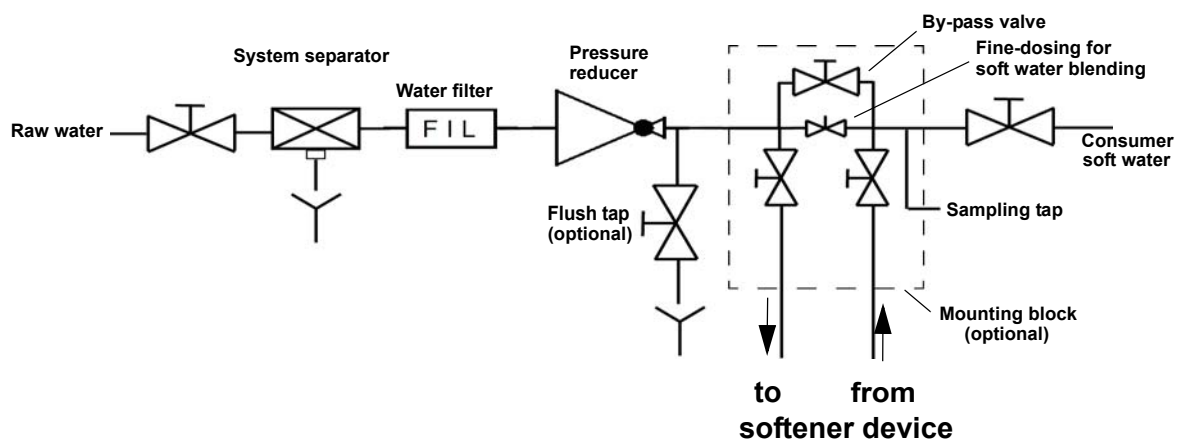 By-pass valve
System separator
Pressure
reducer
Fine-dosing for
soft water blending
Water filter
Raw water
FIL
Consumer
soft water
Flush tap
(optional)
Sampling tap
Mounting block
(optional)
to from
softener device